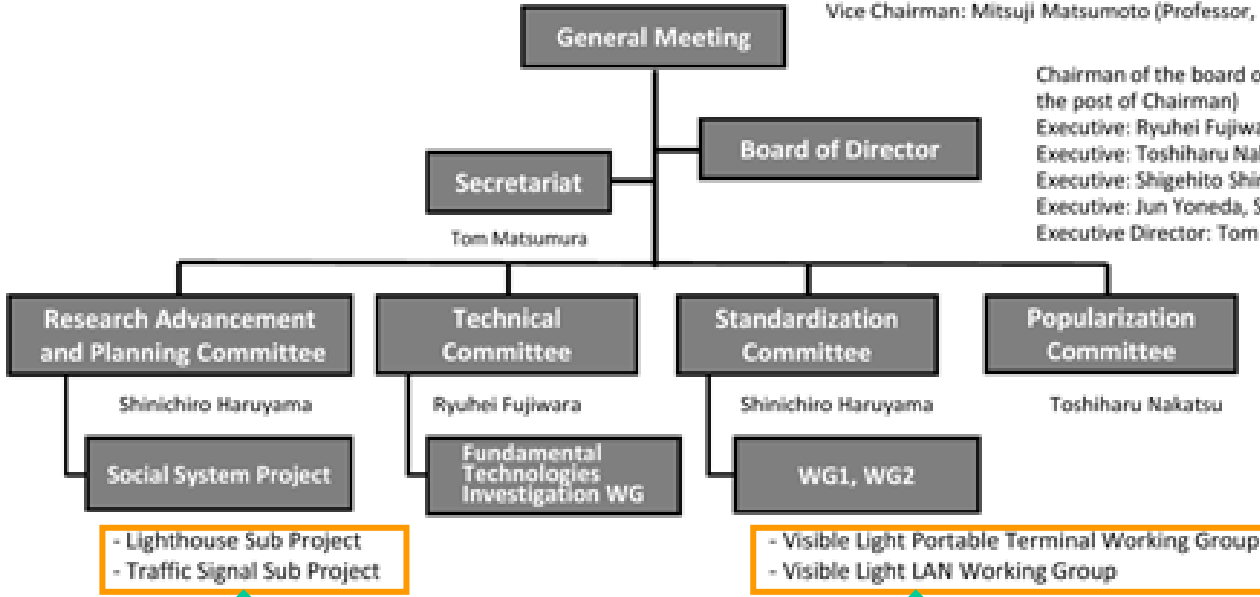 Vice Chairman: Mitsuji Matsumoto (Professor,
General Meeting
Chairman of the board
the post of Chairman)
Executive: Ryuhei
Board of Director
Executive: Toshiharu
Secretariat
Executive: Shigehito
Executive: Jun Yoneda,
Tom Matsumura
Executive Director: Tom
Research Advancement
and Planning Committee
Technical
Committee
Standardization
Committee
Popularization
Committee
Shinichiro Haruyama
Ryuhei Fujiwara
Shinichiro Haruyama
Toshiharu Nakatsu
Social System Project
Fundamental
Technologies
Investigation WG
WG1, WG2
- Lighthouse Sub Project
- Traffic Signal Sub Project
- Visible Light Portable Terminal Working Group
- Visible Light LAN Working Group